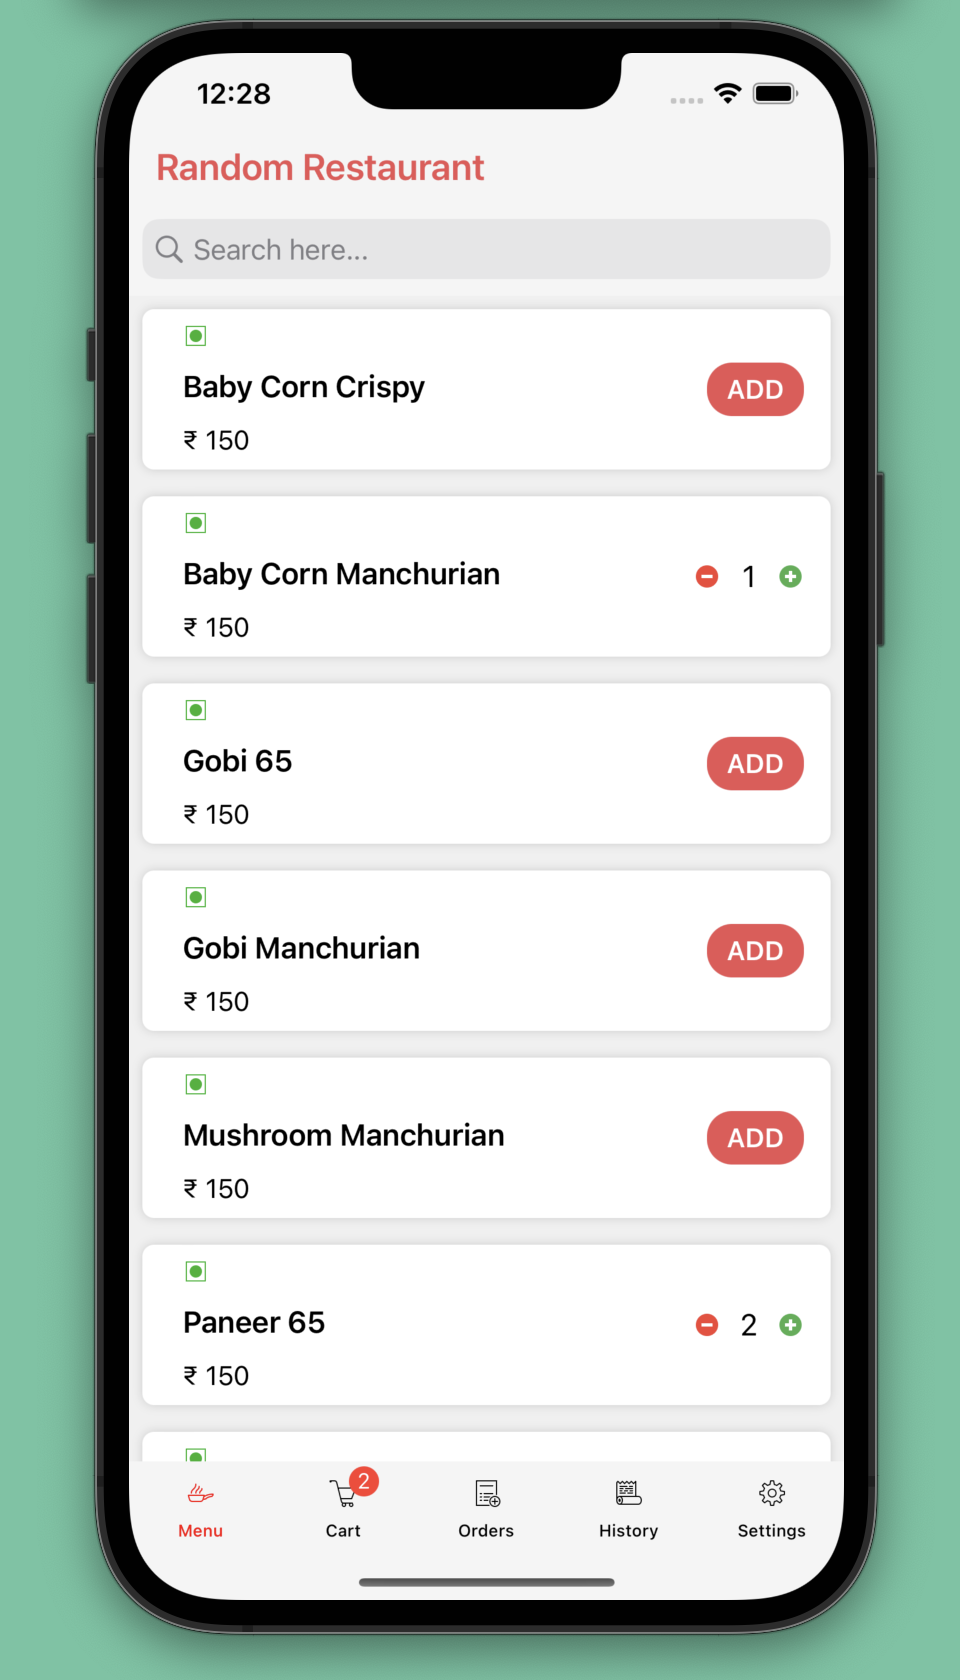 12:28
Random Restaurant
Search here...
Baby Corn Crispy
ADD
₹ 150
Baby Corn Manchurian
1
₹ 150
Gobi 65
ADD
₹ 150
Gobi Manchurian
ADD
₹ 150
Mushroom Manchurian
ADD
₹ 150
Paneer 65
2
₹ 150
2
Menu Cart Orders History Settings